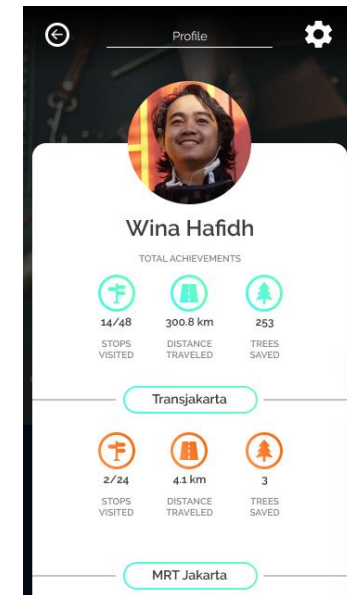 Profile
Wina Hafidh
TOTAL ACHIEVEMENTS
14/48 300.8 km 253
STOPS DISTANCE TREES
VISITED TRAVELED SAVED
Transjakarta
2/24 4.1 km 3
STOPS DISTANCE TREES
VISITED TRAVELED SAVED
MRT Jakarta